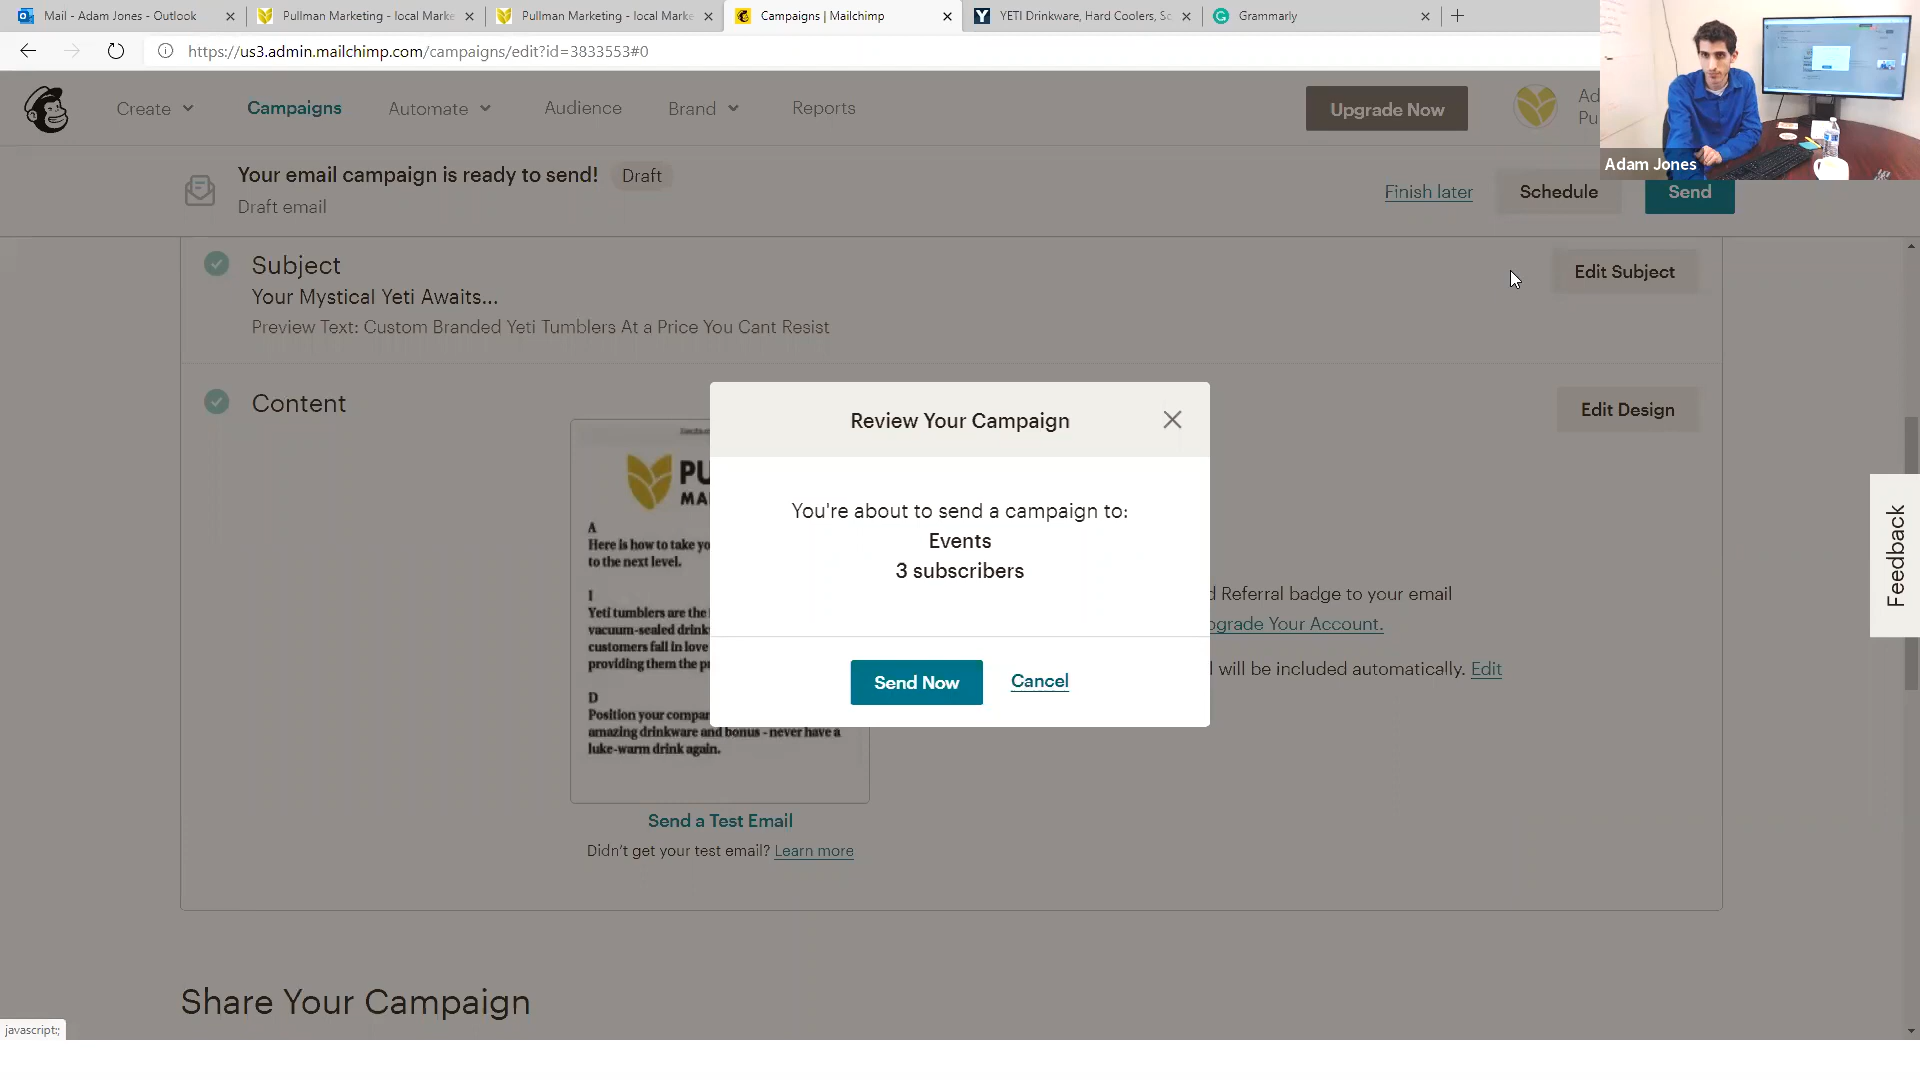 Mail - Adam Jones - Outlook
Pullman Marketing - local Marke
Pullman Marketing - local Marke
Campaigns | Mailchimp
YETI Drinkware, Hard Coolers, So
Grammarly
https://us3.admin.mailchimp.com/campaigns/edit?id=3833553#0
Create
Campaigns
Automate
Audience
Brand
Reports
Upgrade Now
Ad
Pu
Adam Jones
Your email campaign is ready to send!
Draft
Draft email
Finish later
Schedule
Send
Subject
Your Mystical Yeti Awaits...
Preview Text: Custom Branded Yeti Tumblers At a Price You Cant Resist
Edit Subject
Content
Edit Design
PU
MA
A
Here is how to take yo
to the next level.
I
Yeti tumblers are the
vacuum-sealed drink
customers fall in love
providing them the p
D
Position your compa
amazing drinkware and bonus - never have a
luke-warm drink again.
Review Your Campaign
You're about to send a campaign to:
Events
3 subscribers
Send Now
Cancel
d Referral badge to your email
pgrade Your Account.
l will be included automatically. Edit
Send a Test Email
Didn't get your test email? Learn more
Feedback
Share Your Campaign
javascript:;